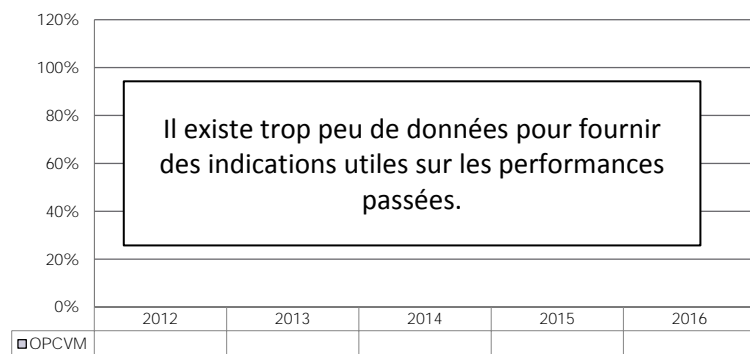 120%
100%
80%
60%
40%
20%
0%
Il existe trop peu de données pour fournir
des indications utiles sur les performances
passées.
2012 2013 2014 2015 2016
OPCVM